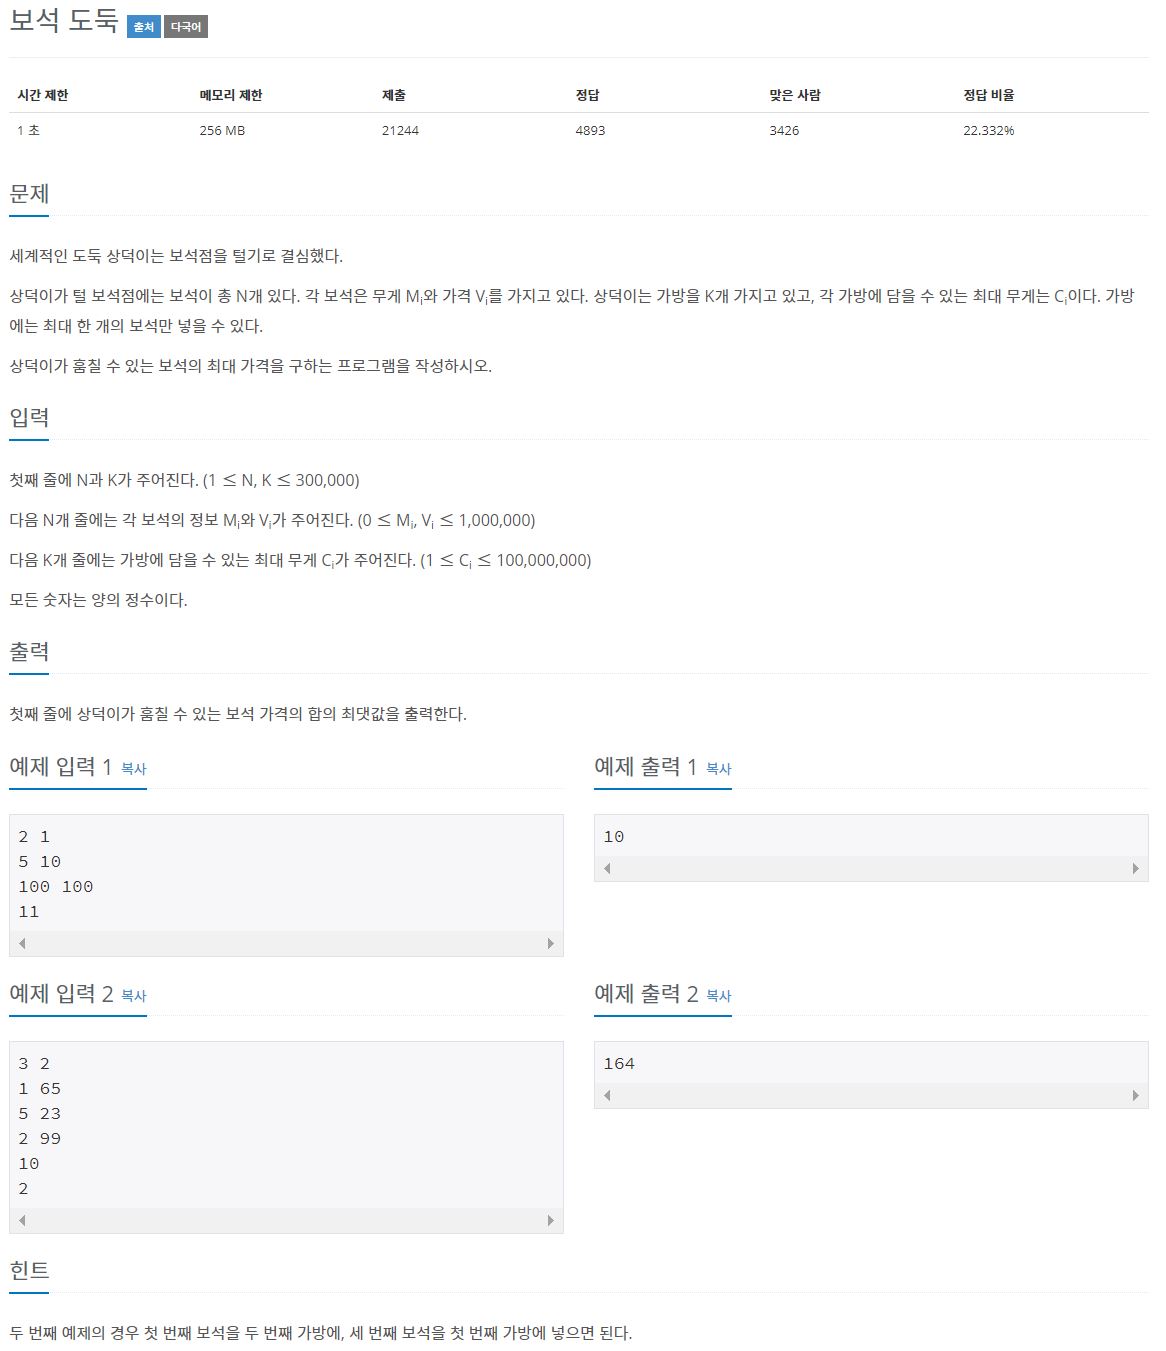 보석 도둑 출처 다국어
시간 제한 메모리 제한 제출 정답 맞은 사람 정답 비율
1 초 256 MB 21244 4893 3426 22.332%
문제
세계적인 도둑 상덕이는 보석점을 털기로 결심했다.
상덕이가 털 보석점에는 보석이 총 N개 있다. 각 보석은 무게 Mi와 가격 Vi를 가지고 있다. 상덕이는 가방을 K개 가지고 있고, 각 가방에 담을 수 있는 최대 무게는 Ci이다. 가방
에는 최대 한 개의 보석만 넣을 수 있다.
상덕이가 훔칠 수 있는 보석의 최대 가격을 구하는 프로그램을 작성하시오.
입력
첫째 줄에 N과 K가 주어진다. (1 ≤ N, K ≤ 300,000)
다음 N개 줄에는 각 보석의 정보 Mi와 Vi가 주어진다. (0 ≤ Mi, Vi ≤ 1,000,000)
다음 K개 줄에는 가방에 담을 수 있는 최대 무게 Ci가 주어진다. (1 ≤ Ci ≤ 100,000,000)
모든 숫자는 양의 정수이다.
출력
첫째 줄에 상덕이가 훔칠 수 있는 보석 가격의 합의 최댓값을 출력한다.
예제 입력 1 복사
2 1
5 10
100 100
11
예제 출력 1 복사
10
예제 입력 2 복사
3 2
1 65
5 23
2 99
10
2
예제 출력 2 복사
164
힌트
두 번째 예제의 경우 첫 번째 보석을 두 번째 가방에, 세 번째 보석을 첫 번째 가방에 넣으면 된다.